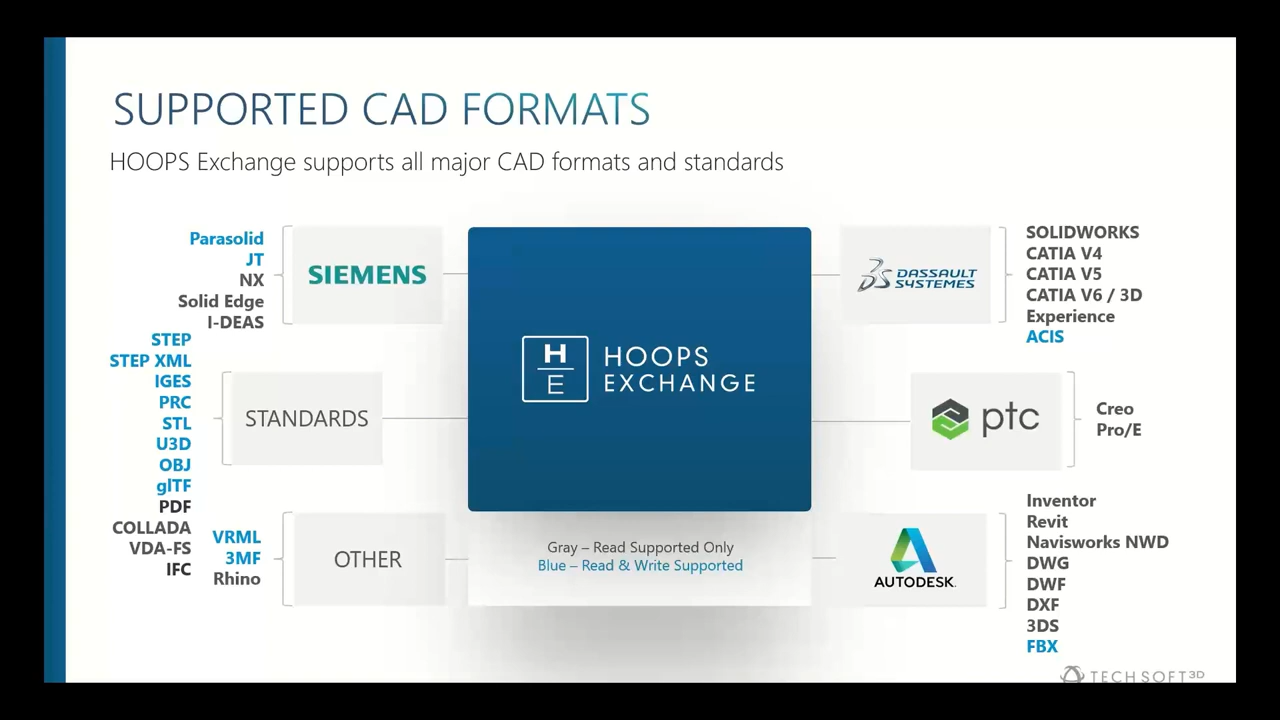 SUPPORTED CAD FORMATS
HOOPS Exchange supports all major CAD formats and standards
Parasolid
JT
NX
Solid Edge
I-DEAS
SIEMENS
STEP
STEP XML
IGES
PRC
STL
U3D
OBJ
glTF
PDF
COLLADA
VDA-FS
IFC
STANDARDS
VRML
3MF
Rhino
OTHER
H
E
HOOPS
EXCHANGE
Gray – Read Supported Only
Blue – Read & Write Supported
DASSAULT
SYSTEMES
SOLIDWORKS
CATIA V4
CATIA V5
CATIA V6 / 3D
Experience
ACIS
ptc
Creo
Pro/E
AUTODESK.
Inventor
Revit
Navisworks NWD
DWG
DWF
DXF
3DS
FBX
TECH SOFT 3D